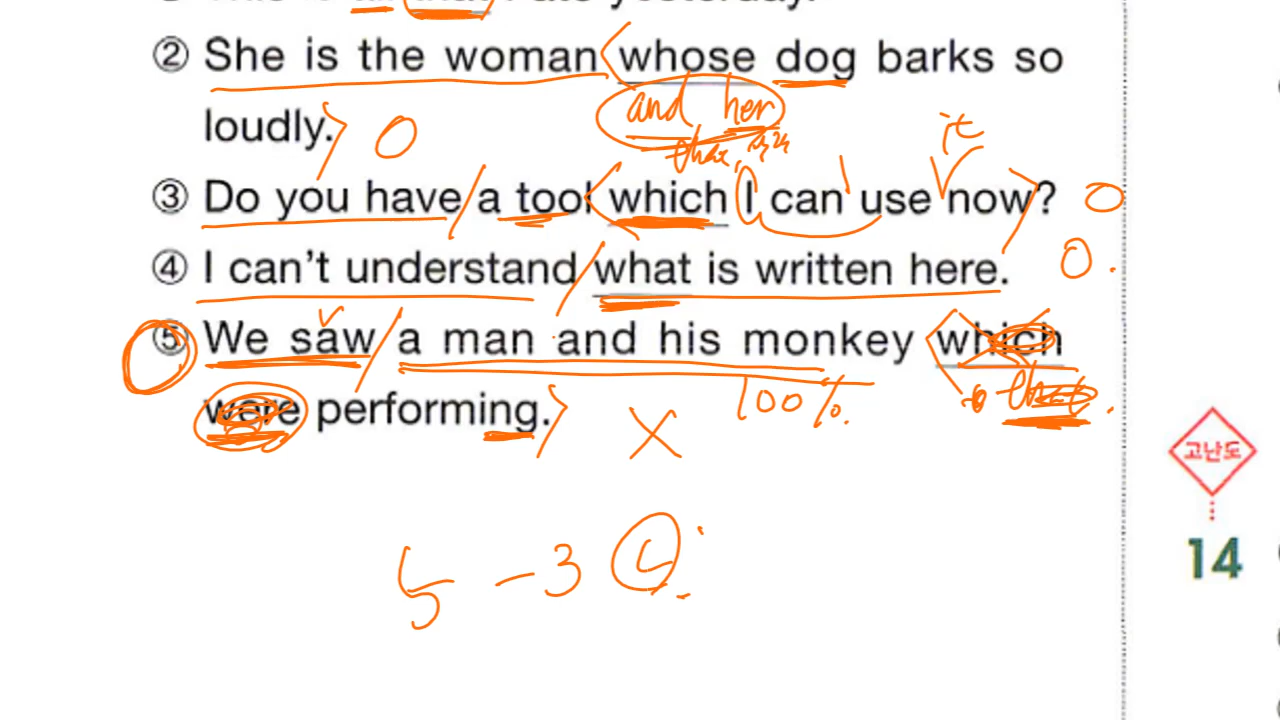 ② She is the woman whose dog barks so
and her
loudly. O
it
③ Do you have a tool which I can use now? O
④ I can't understand what is written here. O.
⑤ We saw a man and his monkey which
that.
were performing. X 100%.
고난도
5 - 3
14